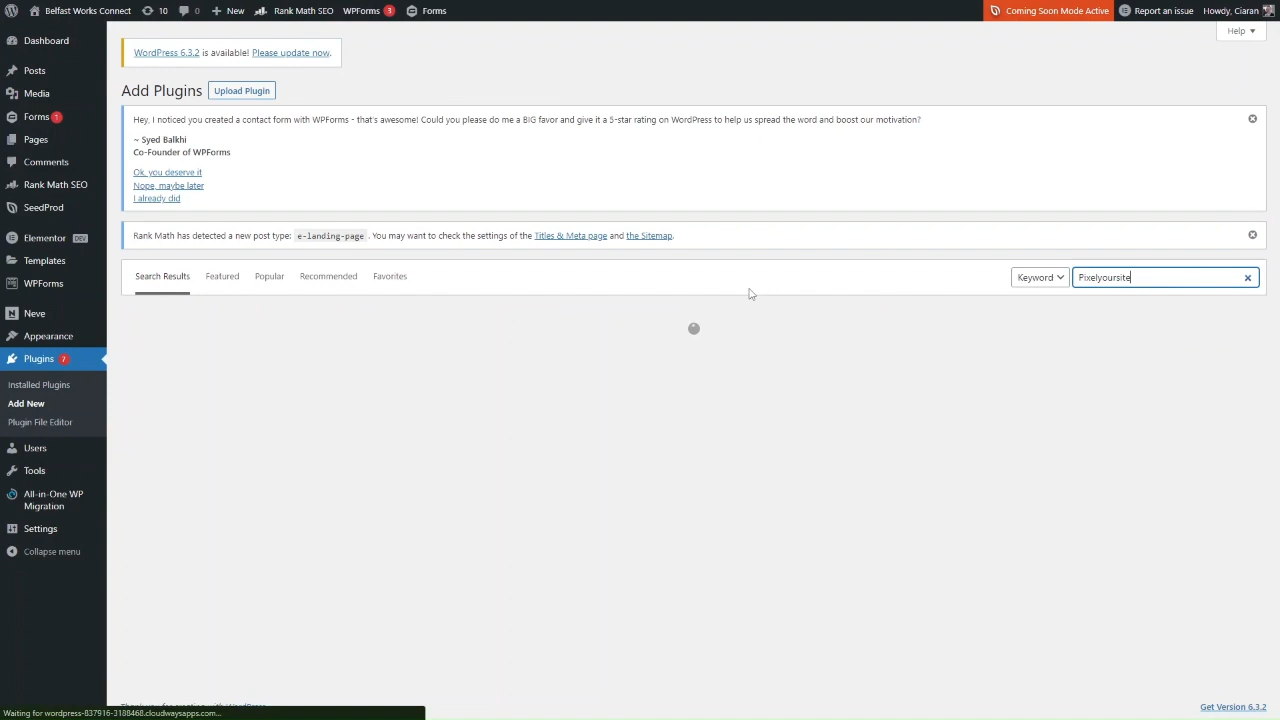 Belfast Works Connect 10 0 New Rank Math SEO WPForms 3 Forms Coming Soon Mode Active Report an issue Howdy, Ciaran
Help
Dashboard
Posts
Media
Forms 1
Pages
Comments
Rank Math SEO
SeedProd
Elementor DEV
Templates
WPForms
Neve
Appearance
Plugins 7
Installed Plugins
Add New
Plugin File Editor
Users
Tools
All-in-One WP
Migration
Settings
Collapse menu
WordPress 6.3.2 is available! Please update now.
Add Plugins Upload Plugin
Hey, I noticed you created a contact form with WPForms - that's awesome! Could you please do me a BIG favor and give it a 5-star rating on WordPress to help us spread the word and boost our motivation?
~ Syed Balkhi
Co-Founder of WPForms
Ok, you deserve it
Nope, maybe later
I already did
Rank Math has detected a new post type: e-landing-page. You may want to check the settings of the Titles & Meta page and the Sitemap.
Search Results Featured Popular Recommended Favorites Keyword Pixelyoursite
Get Version 6.3.2
Waiting for wordpress-837916-3188468.cloudwaysapps.com...